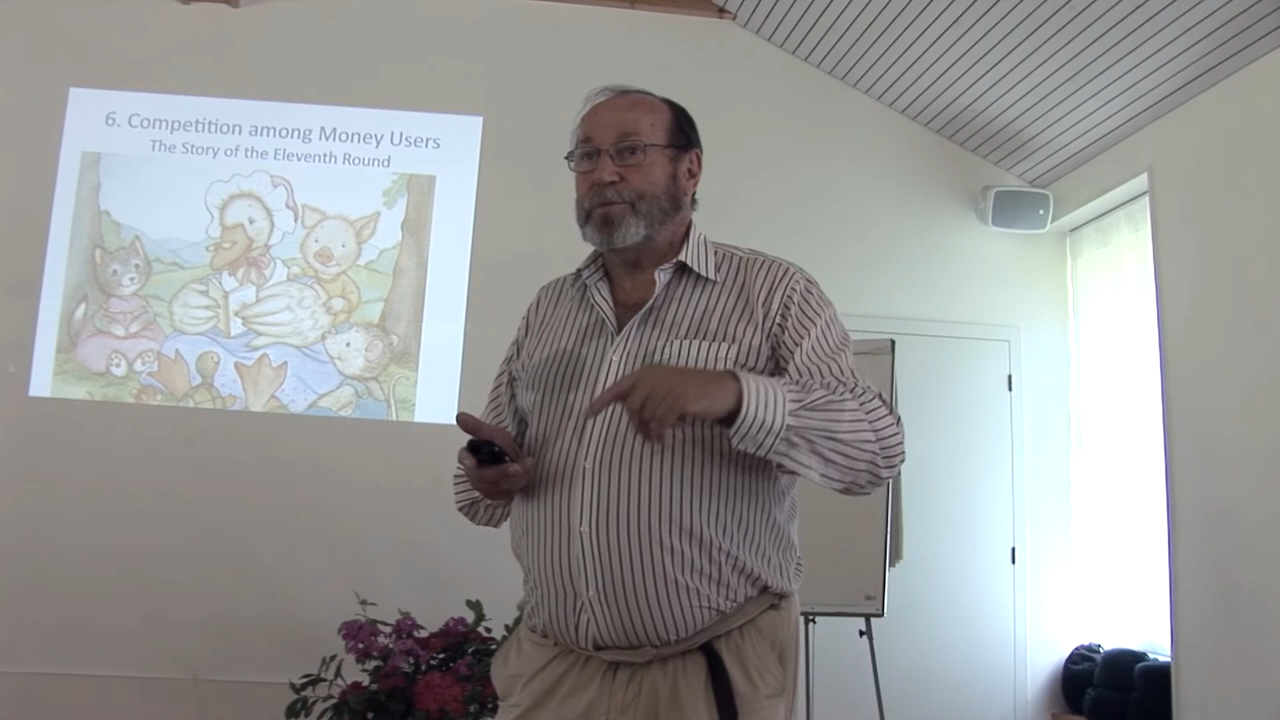 6. Competition among Money Users
The Story of the Eleventh Round